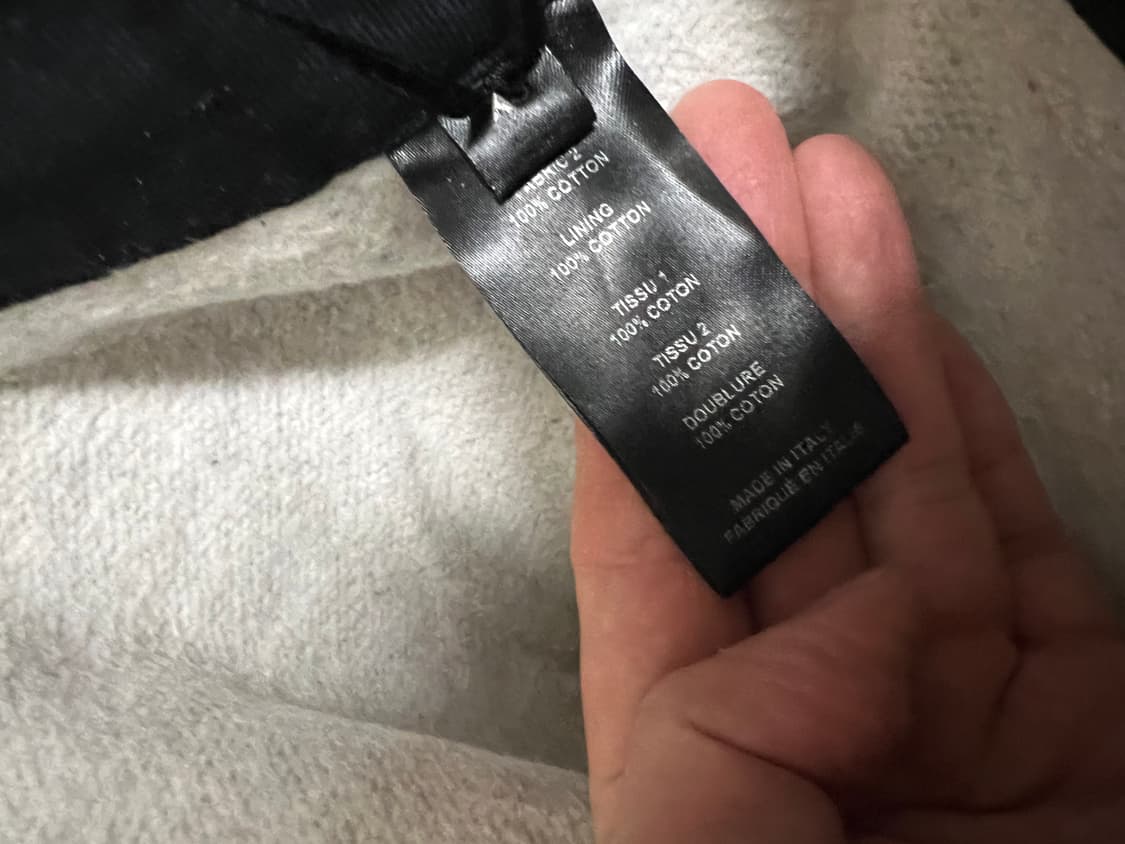 2
100% COTTON
LINING
100% COTTON
TISSU 1
100% COTON
TISSU 2
100% COTON
DOUBLURE
100% COTON
MADE IN ITALY
FABRIQUÉ EN ITALIE